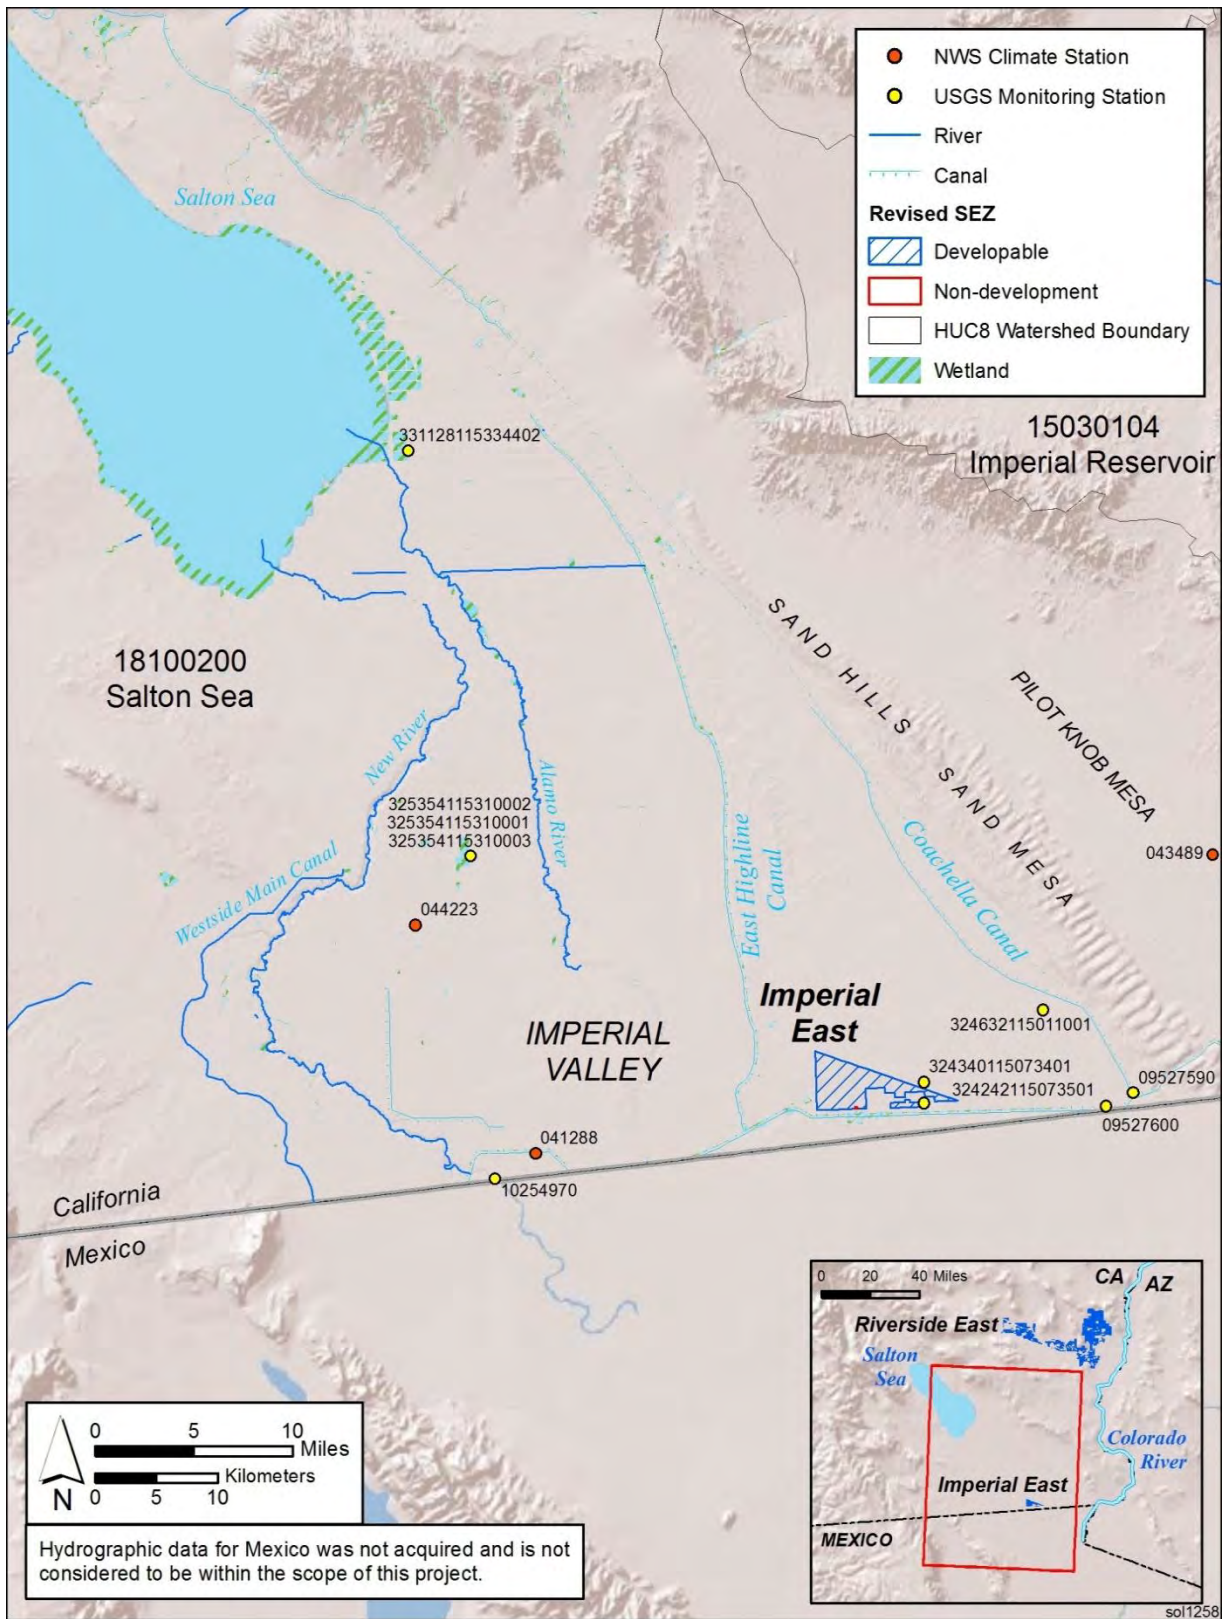 NWS Climate Station
USGS Monitoring Station
River
Canal
Revised SEZ
Developable
Non-development
HUC8 Watershed Boundary
Wetland
Salton Sea
331128115334402
15030104
Imperial Reservoir
SAND HILLS
SAND MESA
PILOT KNOB MESA
18100200
Salton Sea
New River
Alamo River
325354115310002
325354115310001
325354115310003
Westside Main Canal
044223
East Highline
Canal
Coachella Canal
043489
Imperial
East
IMPERIAL
VALLEY
324632115011001
324340115073401
324242115073501
09527590
09527600
041288
10254970
California
Mexico
0 5 10
Miles
Kilometers
0 5 10
N
Hydrographic data for Mexico was not acquired and is not
considered to be within the scope of this project.
0 20 40 Miles
CA
AZ
Riverside East
Salton
Sea
Colorado
River
Imperial East
MEXICO
sol1258